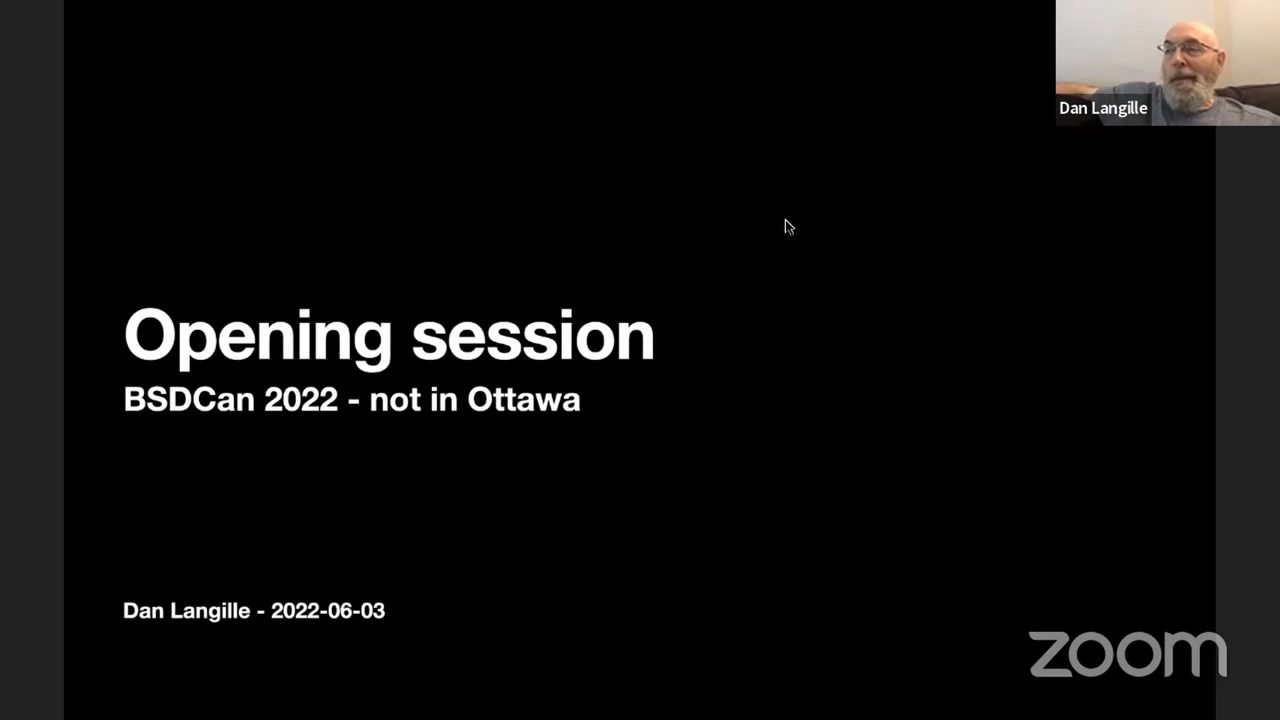 Dan Langille
Opening session
BSDCan 2022 - not in Ottawa
Dan Langille - 2022-06-03
zoom